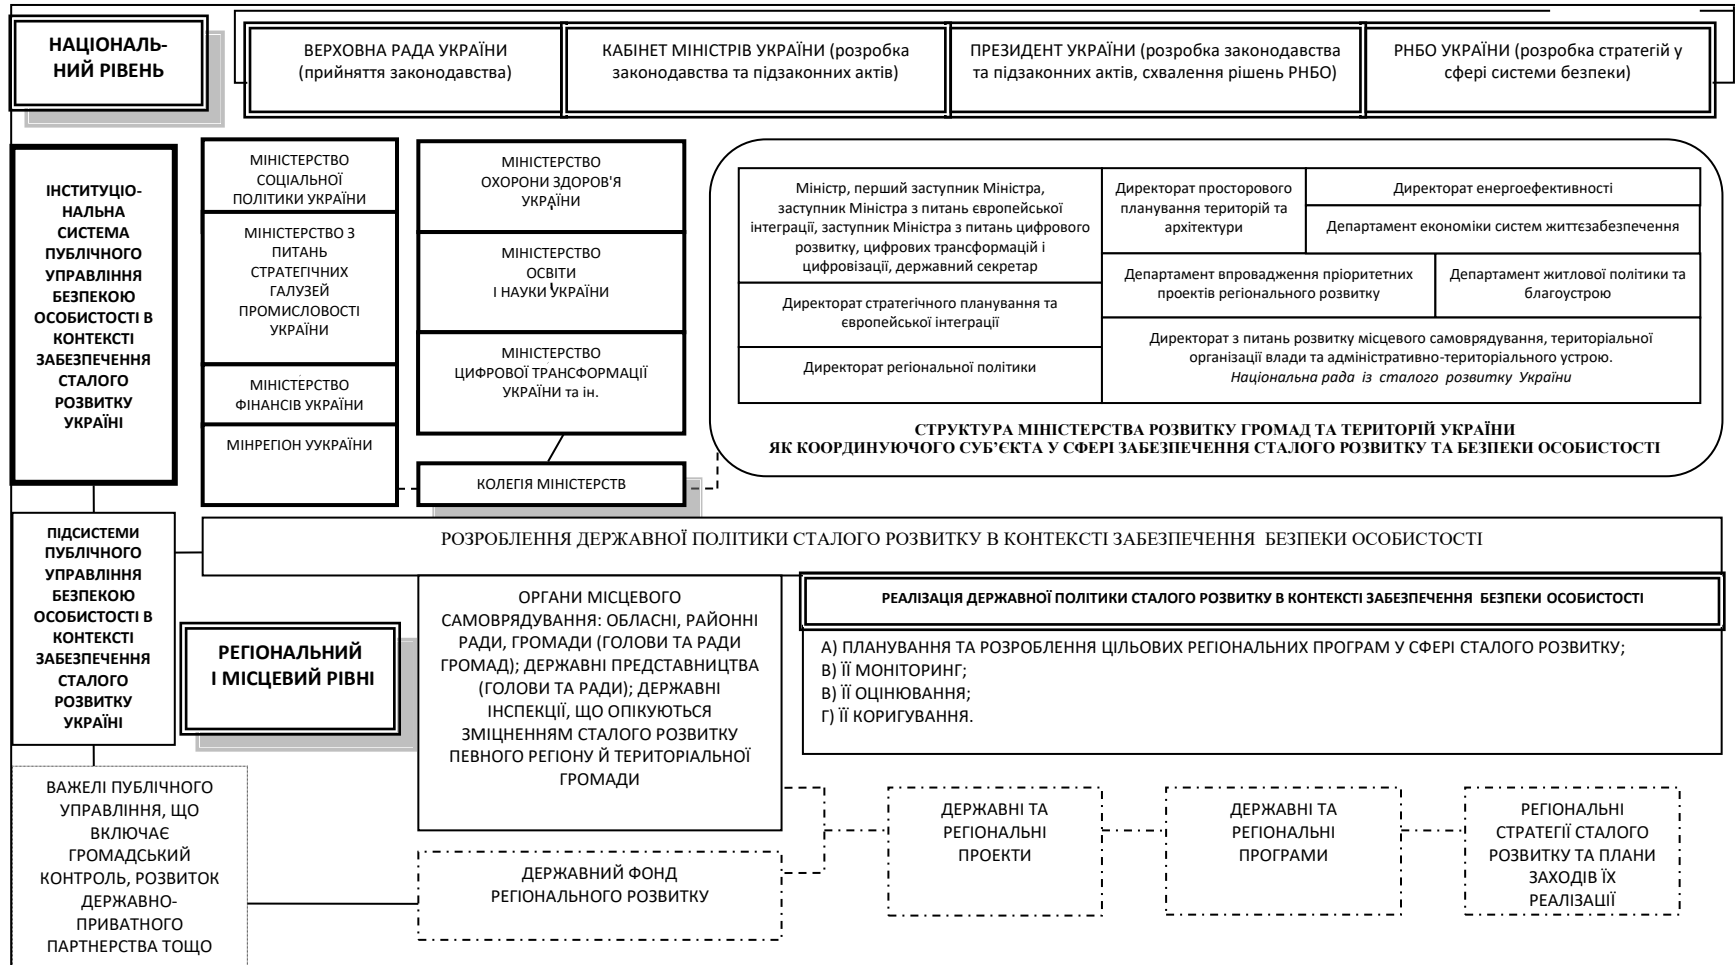 НАЦІОНАЛЬ-
НИЙ РІВЕНЬ
ВЕРХОВНА РАДА УКРАЇНИ
(прийняття законодавства)
КАБІНЕТ МІНІСТРІВ УКРАЇНИ (розробка
законодавства та підзаконних актів)
ПРЕЗИДЕНТ УКРАЇНИ (розробка законодавства
та підзаконних актів, схвалення рішень РНБО)
РНБО УКРАЇНИ (розробка стратегій у
сфері системи безпеки)
ІНСТИТУЦІО-
НАЛЬНА
СИСТЕМА
ПУБЛІЧНОГО
УПРАВЛІННЯ
БЕЗПЕКОЮ
ОСОБИСТОСТІ В
КОНТЕКСТІ
ЗАБЕЗПЕЧЕННЯ
СТАЛОГО
РОЗВИТКУ
УКРАЇНІ
МІНІСТЕРСТВО
СОЦІАЛЬНОЇ
ПОЛІТИКИ УКРАЇНИ
МІНІСТЕРСТВО З
ПИТАНЬ
СТРАТЕГІЧНИХ
ГАЛУЗЕЙ
ПРОМИСЛОВОСТІ
УКРАЇНИ
МІНІСТЕРСТВО
ФІНАНСІВ УКРАЇНИ
МІНРЕГІОН УУКРАЇНИ
МІНІСТЕРСТВО
ОХОРОНИ ЗДОРОВ'Я
УКРАЇНИ
МІНІСТЕРСТВО
ОСВІТИ
І НАУКИ УКРАЇНИ
МІНІСТЕРСТВО
ЦИФРОВОЇ ТРАНСФОРМАЦІЇ
УКРАЇНИ та ін.
КОЛЕГІЯ МІНІСТЕРСТВ
Міністр, перший заступник Міністра,
заступник Міністра з питань європейської
інтеграції, заступник Міністра з питань цифрового
розвитку, цифрових трансформацій і
цифровізації, державний секретар
Директорат стратегічного планування та
європейської інтеграції
Директорат регіональної політики
Директорат просторового
планування територій та
архітектури
Директорат енергоефективності
Департамент економіки систем життєзабезпечення
Департамент впровадження пріоритетних
проектів регіонального розвитку
Департамент житлової політики та
благоустрою
Директорат з питань розвитку місцевого самоврядування, територіальної
організації влади та адміністративно-територіального устрою.
Національна рада із сталого розвитку України
СТРУКТУРА МІНІСТЕРСТВА РОЗВИТКУ ГРОМАД ТА ТЕРИТОРІЙ УКРАЇНИ
ЯК КООРДИНУЮЧОГО СУБ’ЄКТА У СФЕРІ ЗАБЕЗПЕЧЕННЯ СТАЛОГО РОЗВИТКУ ТА БЕЗПЕКИ ОСОБИСТОСТІ
ПІДСИСТЕМИ
ПУБЛІЧНОГО
УПРАВЛІННЯ
БЕЗПЕКОЮ
ОСОБИСТОСТІ В
КОНТЕКСТІ
ЗАБЕЗПЕЧЕННЯ
СТАЛОГО
РОЗВИТКУ
УКРАЇНІ
РОЗРОБЛЕННЯ ДЕРЖАВНОЇ ПОЛІТИКИ СТАЛОГО РОЗВИТКУ В КОНТЕКСТІ ЗАБЕЗПЕЧЕННЯ БЕЗПЕКИ ОСОБИСТОСТІ
РЕГІОНАЛЬНИЙ
І МІСЦЕВИЙ РІВНІ
ОРГАНИ МІСЦЕВОГО
САМОВРЯДУВАННЯ: ОБЛАСНІ, РАЙОННІ
РАДИ, ГРОМАДИ (ГОЛОВИ ТА РАДИ
ГРОМАД); ДЕРЖАВНІ ПРЕДСТАВНИЦТВА
(ГОЛОВИ ТА РАДИ); ДЕРЖАВНІ
ІНСПЕКЦІЇ, ЩО ОПІКУЮТЬСЯ
ЗМІЦНЕННЯМ СТАЛОГО РОЗВИТКУ
ПЕВНОГО РЕГІОНУ Й ТЕРИТОРІАЛЬНОЇ
ГРОМАДИ
РЕАЛІЗАЦІЯ ДЕРЖАВНОЇ ПОЛІТИКИ СТАЛОГО РОЗВИТКУ В КОНТЕКСТІ ЗАБЕЗПЕЧЕННЯ БЕЗПЕКИ ОСОБИСТОСТІ
А) ПЛАНУВАННЯ ТА РОЗРОБЛЕННЯ ЦІЛЬОВИХ РЕГІОНАЛЬНИХ ПРОГРАМ У СФЕРІ СТАЛОГО РОЗВИТКУ;
В) ЇЇ МОНІТОРИНГ;
В) ЇЇ ОЦІНЮВАННЯ;
Г) ЇЇ КОРИГУВАННЯ.
ВАЖЕЛІ ПУБЛІЧНОГО
УПРАВЛІННЯ, ЩО
ВКЛЮЧАЄ
ГРОМАДСЬКИЙ
КОНТРОЛЬ, РОЗВИТОК
ДЕРЖАВНО-
ПРИВАТНОГО
ПАРТНЕРСТВА ТОЩО
ДЕРЖАВНИЙ ФОНД
РЕГІОНАЛЬНОГО РОЗВИТКУ
ДЕРЖАВНІ ТА
РЕГІОНАЛЬНІ
ПРОЕКТИ
ДЕРЖАВНІ ТА
РЕГІОНАЛЬНІ
ПРОГРАМИ
РЕГІОНАЛЬНІ
СТРАТЕГІЇ СТАЛОГО
РОЗВИТКУ ТА ПЛАНИ
ЗАХОДІВ ЇХ
РЕАЛІЗАЦІЇ